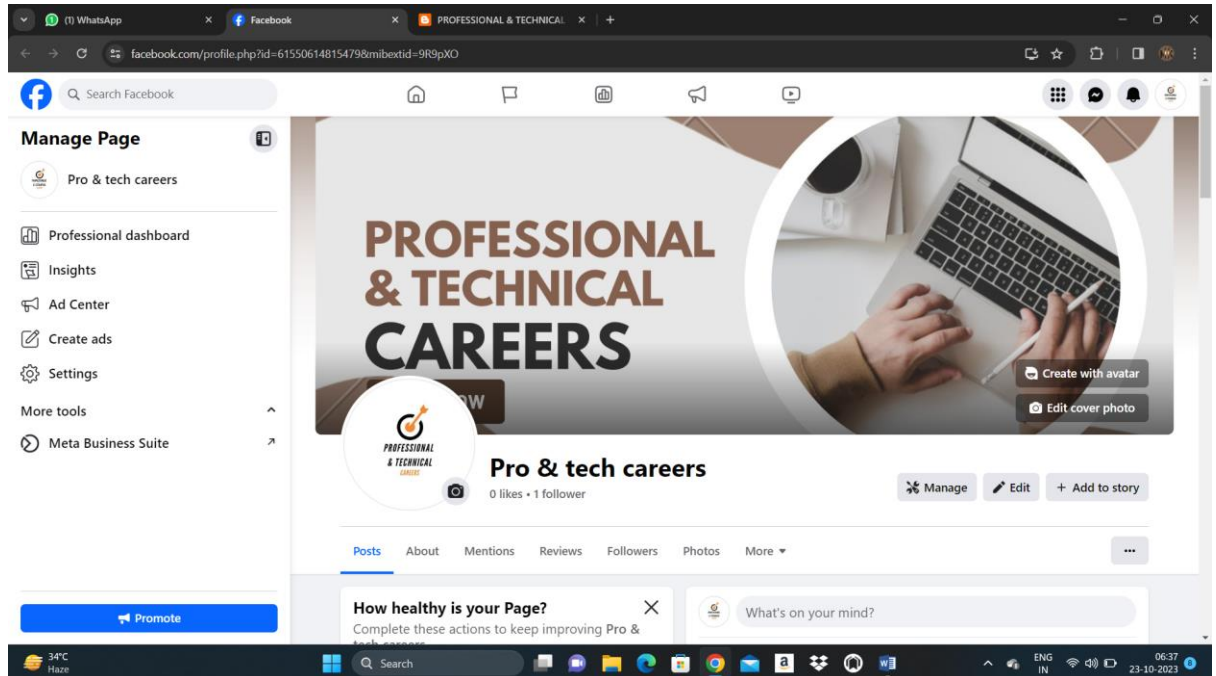 (1) WhatsApp
Facebook
PROFESSIONAL & TECHNICAL
facebook.com/profile.php?id=61550614815479&mibextid=9R9pXO
Search Facebook
Manage Page
Pro & tech careers
Professional dashboard
Insights
Ad Center
Create ads
Settings
More tools
Meta Business Suite
Promote
PROFESSIONAL
& TECHNICAL
CAREERS
OW
Create with avatar
Edit cover photo
PROFESSIONAL
& TECHNICAL
CAREERS
Pro & tech careers
0 likes • 1 follower
Manage
Edit
+ Add to story
Posts About Mentions Reviews Followers Photos More
How healthy is your Page?
Complete these actions to keep improving Pro &
tech careers
What's on your mind?
34°C
Haze
Search
ENG
IN
06:37
23-10-2023